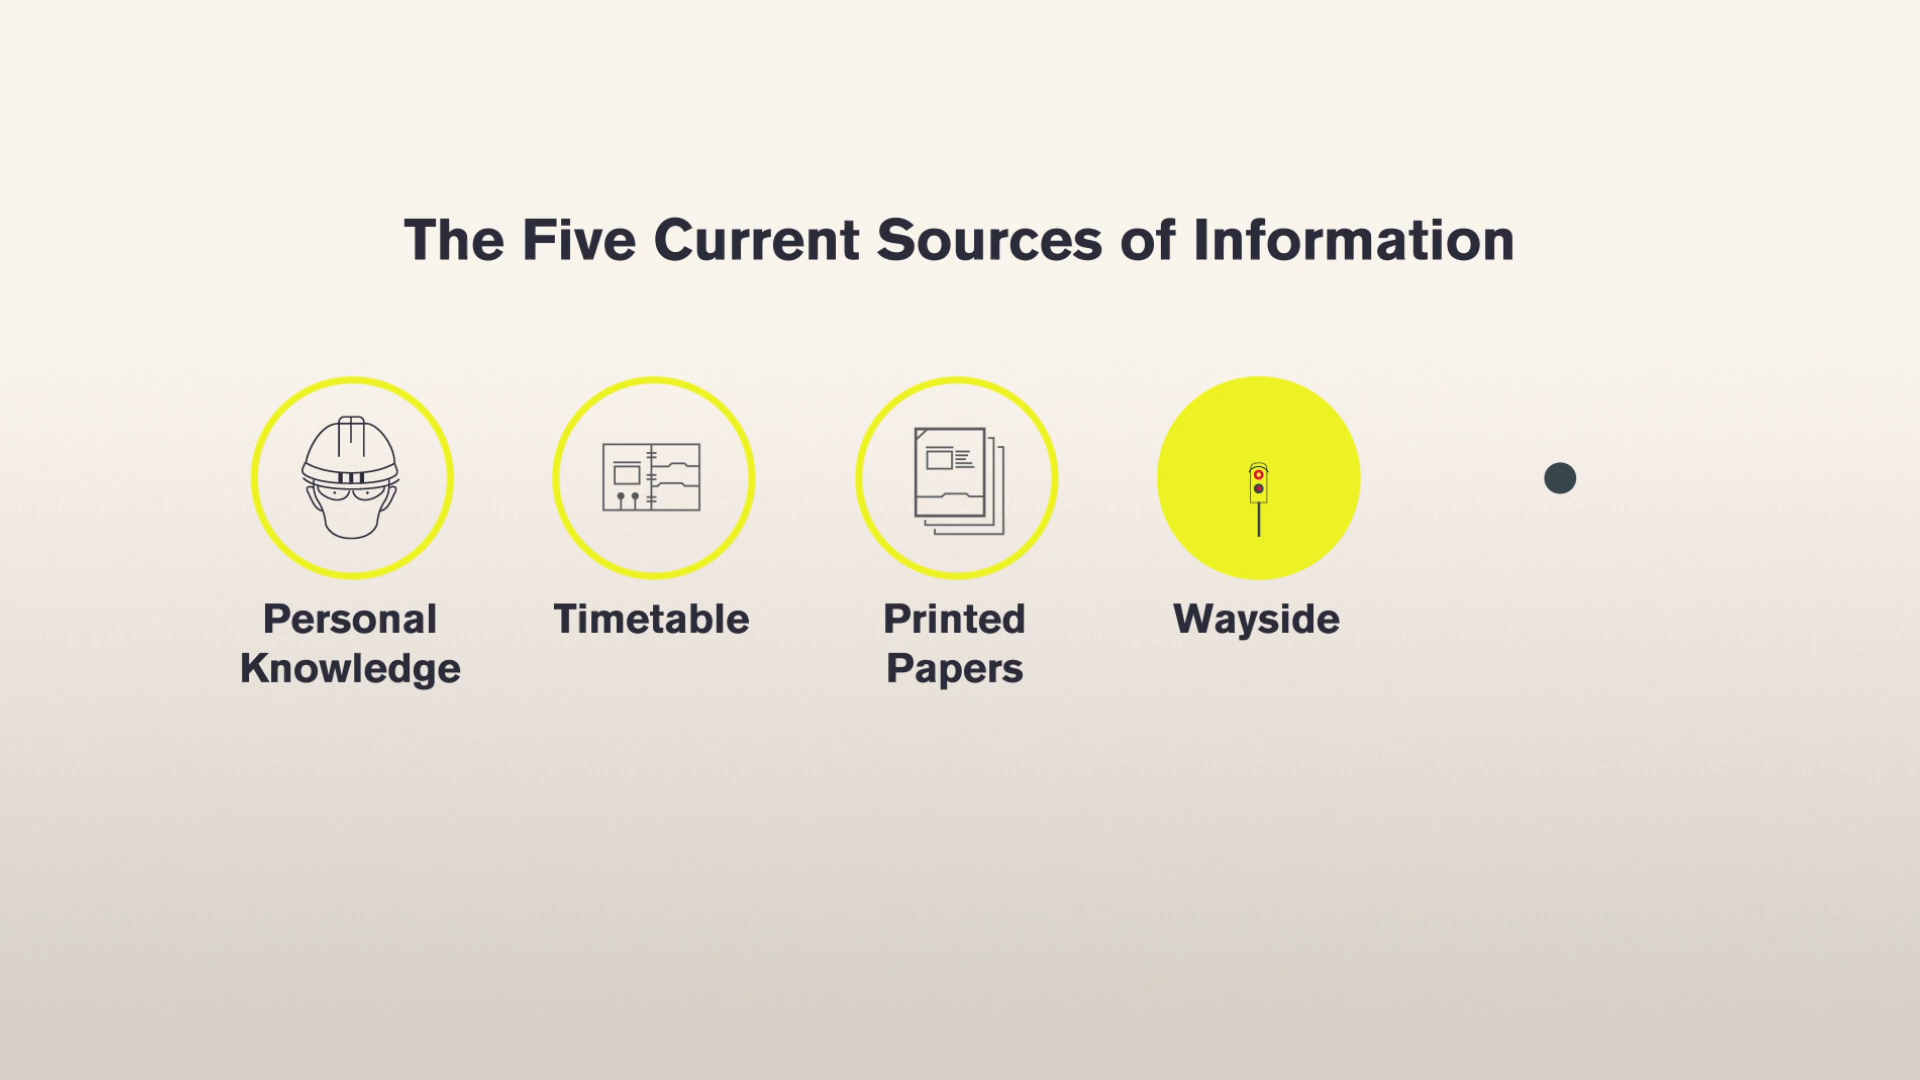 The Five Current Sources of Information
Personal
Knowledge
Timetable
Printed
Papers
Wayside